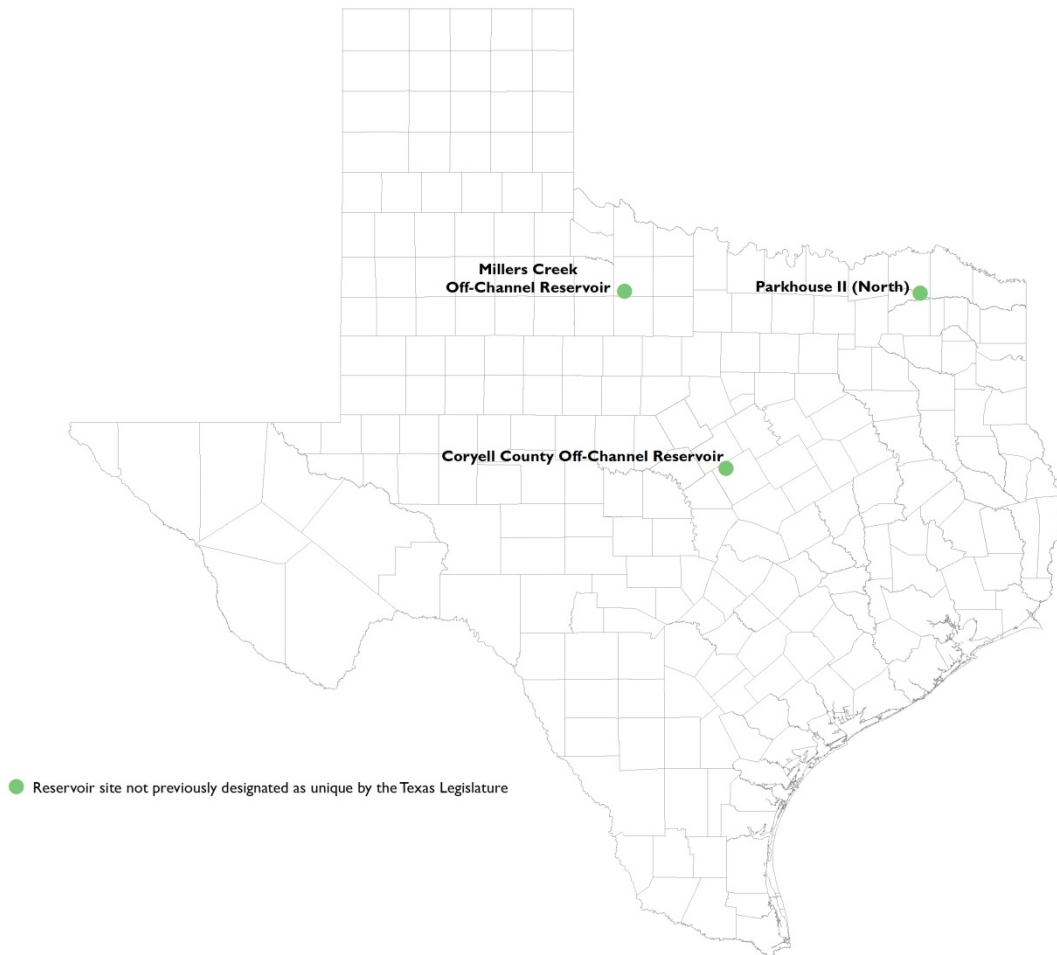 Millers Creek
Off-Channel Reservoir
Parkhouse II (North)
Coryell County Off-Channel Reservoir
Reservoir site not previously designated as unique by the Texas Legislature